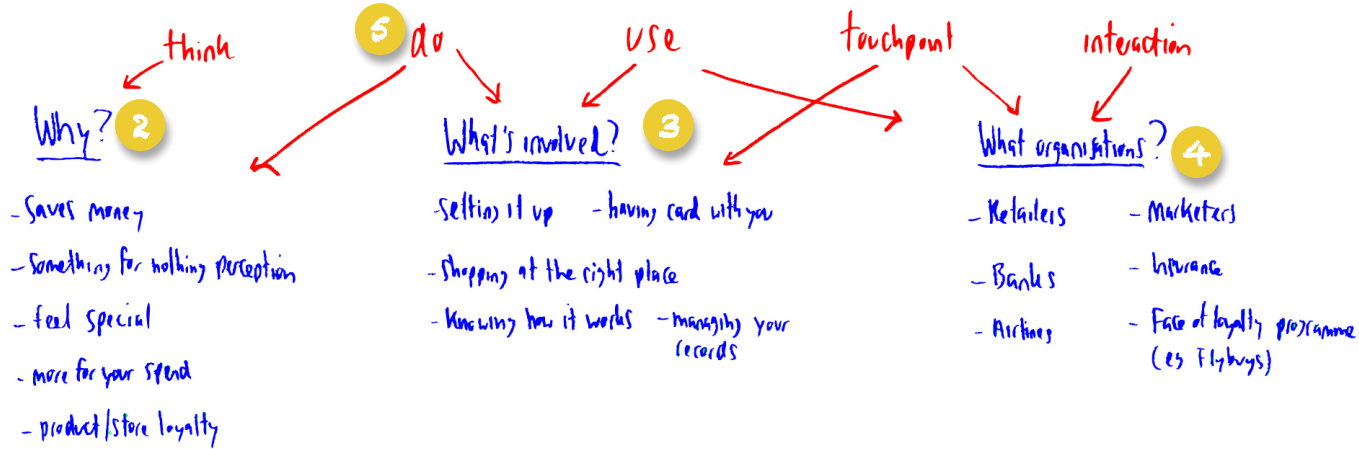 think
5
do
use
touchpoint
interaction
Why?
2
What's involved?
3
What organisations?
4
- Saves money
- Something for nothing perception
- feel special
- more for your spend
- product/store loyalty
- Setting it up
- having card with you
- Shopping at the right place
- Knowing how it works
- managing your
records
- Retailers
- Banks
- Airlines
- Marketers
- Insurance
- Face of loyalty programme
(eg Flybuys)